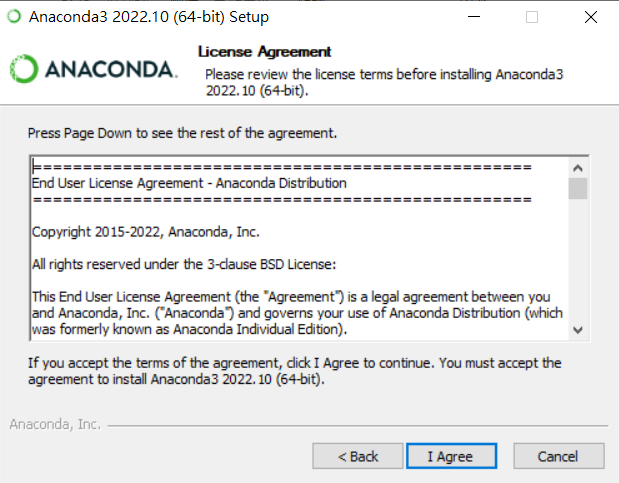 Anaconda3 2022.10 (64-bit) Setup
License Agreement
ANACONDA.
Please review the license terms before installing Anaconda3
2022.10 (64-bit).
Press Page Down to see the rest of the agreement.
==================================================
End User License Agreement - Anaconda Distribution
==================================================
Copyright 2015-2022, Anaconda, Inc.
All rights reserved under the 3-clause BSD License:
This End User License Agreement (the "Agreement") is a legal agreement between you
and Anaconda, Inc. ("Anaconda") and governs your use of Anaconda Distribution (which
was formerly known as Anaconda Individual Edition).
If you accept the terms of the agreement, click I Agree to continue. You must accept the
agreement to install Anaconda3 2022.10 (64-bit).
Anaconda, Inc.
< Back
I Agree
Cancel